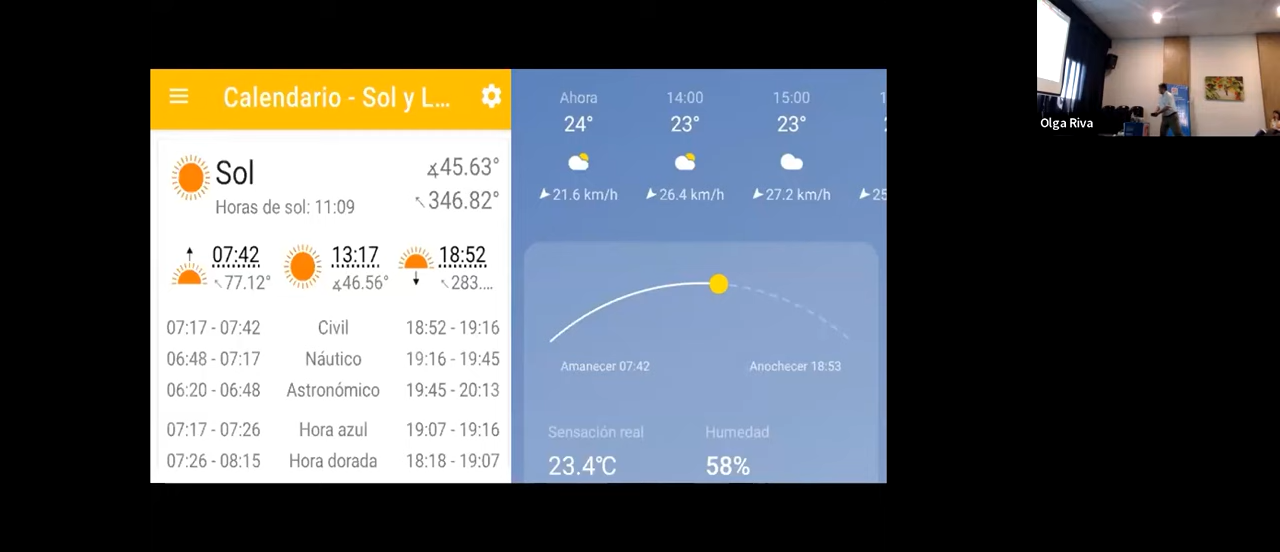 Calendario - Sol y L...
Sol
∡45.63°
Horas de sol: 11:09
↖346.82°
07:42
13:17
18:52
↖77.12°
∡46.56°
↖283....
07:17 - 07:42 Civil 18:52 - 19:16
06:48 - 07:17 Náutico 19:16 - 19:45
06:20 - 06:48 Astronómico 19:45 - 20:13
07:17 - 07:26 Hora azul 19:07 - 19:16
07:26 - 08:15 Hora dorada 18:18 - 19:07
Ahora 14:00 15:00
24° 23° 23°
21.6 km/h 26.4 km/h 27.2 km/h 25
Amanecer 07:42 Anochecer 18:53
Sensación real Humedad
23.4°C 58%
Olga Riva